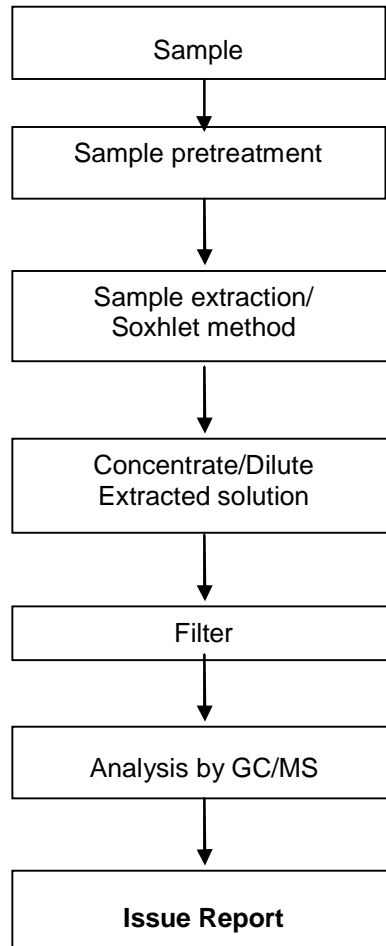 Sample
Sample pretreatment
Sample extraction/
Soxhlet method
Concentrate/Dilute
Extracted solution
Filter
Analysis by GC/MS
Issue Report